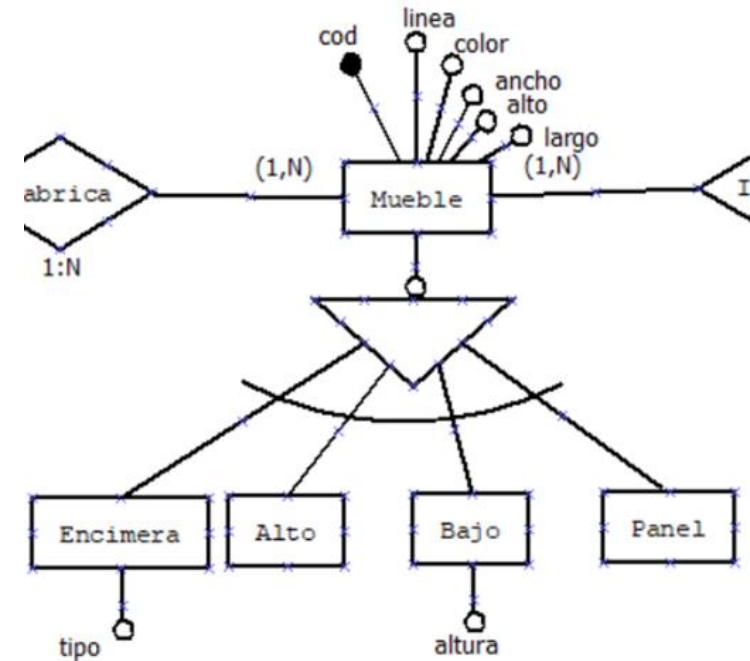 linea
cod
color
ancho
alto
largo
(1,N)
(1,N)
abrica
Mueble
I
1:N
Encimera
Alto
Bajo
Panel
tipo
altura